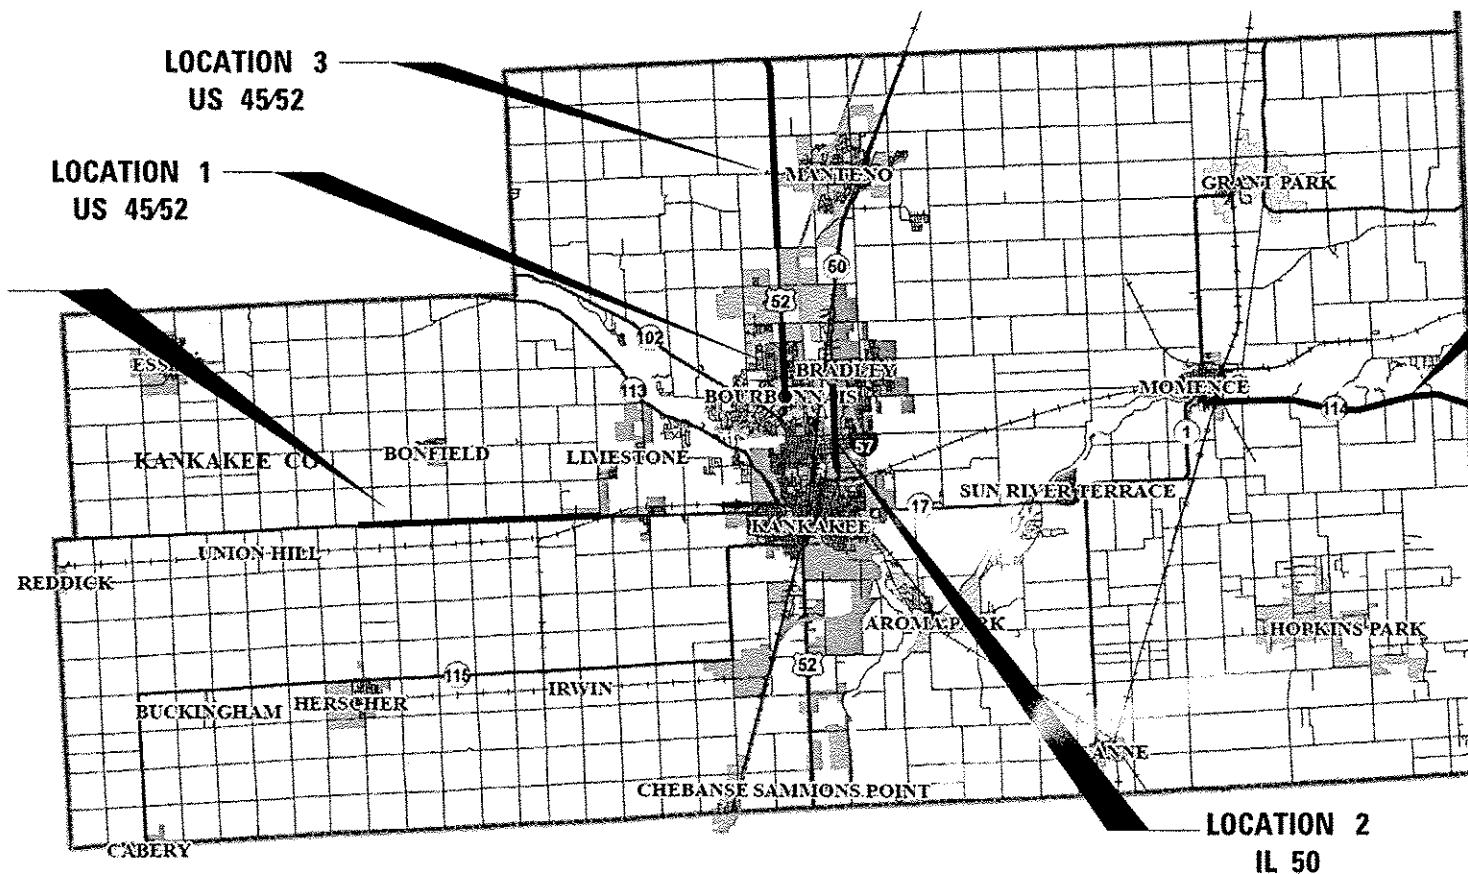 LOCATION 3
US 45/52
LOCATION 1
US 45/52
MANTENO
GRANT PARK
50
52
102
113
BRADLEY
BOURBONNAIS
MOMENCE
114
1
57
KANKAKEE CO
BONFIELD
LIMESTONE
SUN RIVER TERRACE
17
KANKAKEE
UNION HILL
REDDICK
AROMA PARK
HOPKINS PARK
52
115
IRWIN
HERSCHER
BUCKINGHAM
ANNE
CHEBANSE SAMMONS POINT
CABERY
LOCATION 2
IL 50